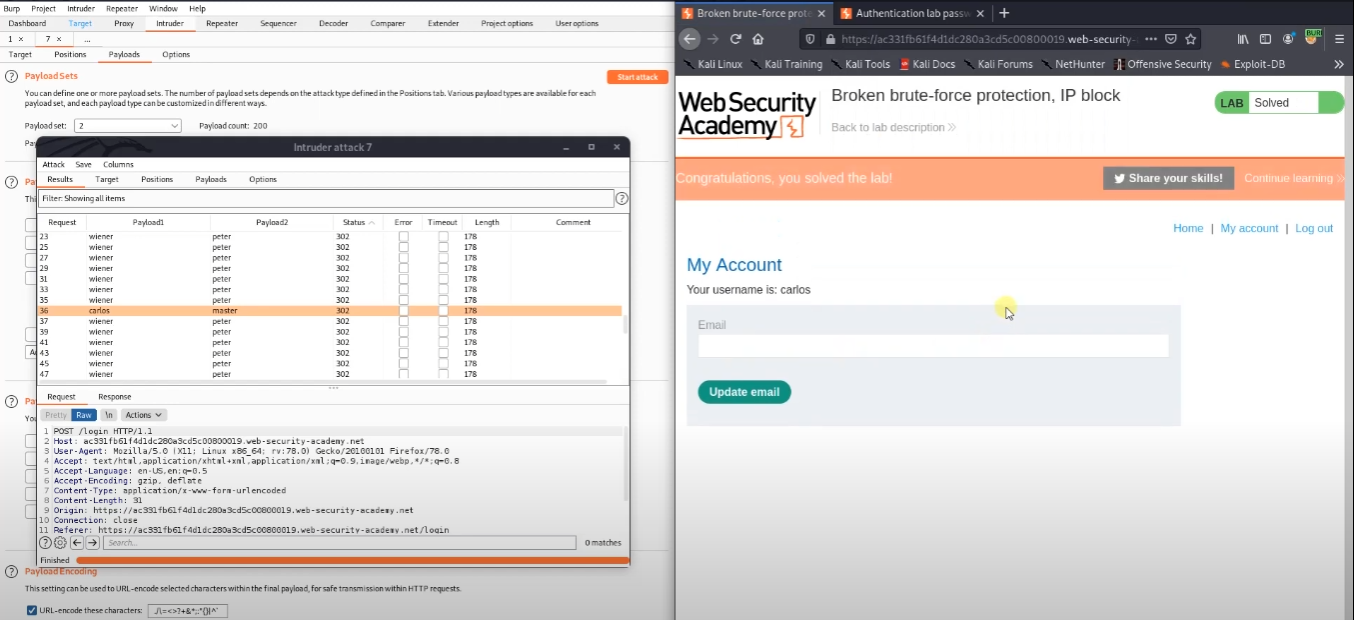 Burp Project Intruder Repeater Window Help
Dashboard Target Proxy Intruder Repeater Sequencer Decoder Comparer Extender Project options User options
1 × 7 × ...
Target Positions Payloads Options
? Payload Sets
Start attack
You can define one or more payload sets. The number of payload sets depends on the attack type defined in the Positions tab. Various payload types are available for each
payload set, and each payload type can be customized in different ways.
Payload set: 2 Payload count: 200
Intruder attack 7
Attack Save Columns
Results Target Positions Payloads Options
Filter: Showing all items
Request Payload1 Payload2 Status Error Timeout Length Comment
23 wiener peter 302 178
25 wiener peter 302 178
27 wiener peter 302 178
29 wiener peter 302 178
31 wiener peter 302 178
33 wiener peter 302 178
35 wiener peter 302 178
36 carlos master 302 178
37 wiener peter 302 178
39 wiener peter 302 178
41 wiener peter 302 178
43 wiener peter 302 178
45 wiener peter 302 178
47 wiener peter 302 178
Request Response
Pretty Raw \n Actions
1 POST /login HTTP/1.1
2 Host: ac331fb61f4d1dc280a3cd5c00800019.web-security-academy.net
3 User-Agent: Mozilla/5.0 (X11; Linux x86_64; rv:78.0) Gecko/20100101 Firefox/78.0
4 Accept: text/html,application/xhtml+xml,application/xml;q=0.9,image/webp,*/*;q=0.8
5 Accept-Language: en-US,en;q=0.5
6 Accept-Encoding: gzip, deflate
7 Content-Type: application/x-www-form-urlencoded
8 Content-Length: 31
9 Origin: https://ac331fb61f4d1dc280a3cd5c00800019.web-security-academy.net
10 Connection: close
11 Referer: https://ac331fb61f4d1dc280a3cd5c00800019.web-security-academy.net/login
Search... 0 matches
Finished
? Payload Encoding
This setting can be used to URL-encode selected characters within the final payload, for safe transmission within HTTP requests.
URL-encode these characters:
Broken brute-force prote × Authentication lab passw × +
https://ac331fb61f4d1dc280a3cd5c00800019.web-security-
Kali Linux Kali Training Kali Tools Kali Docs Kali Forums NetHunter Offensive Security Exploit-DB
Web Security
Academy
Broken brute-force protection, IP block
Back to lab description
LAB Solved
Congratulations, you solved the lab!
Share your skills! Continue learning
Home | My account | Log out
My Account
Your username is: carlos
Email
Update email